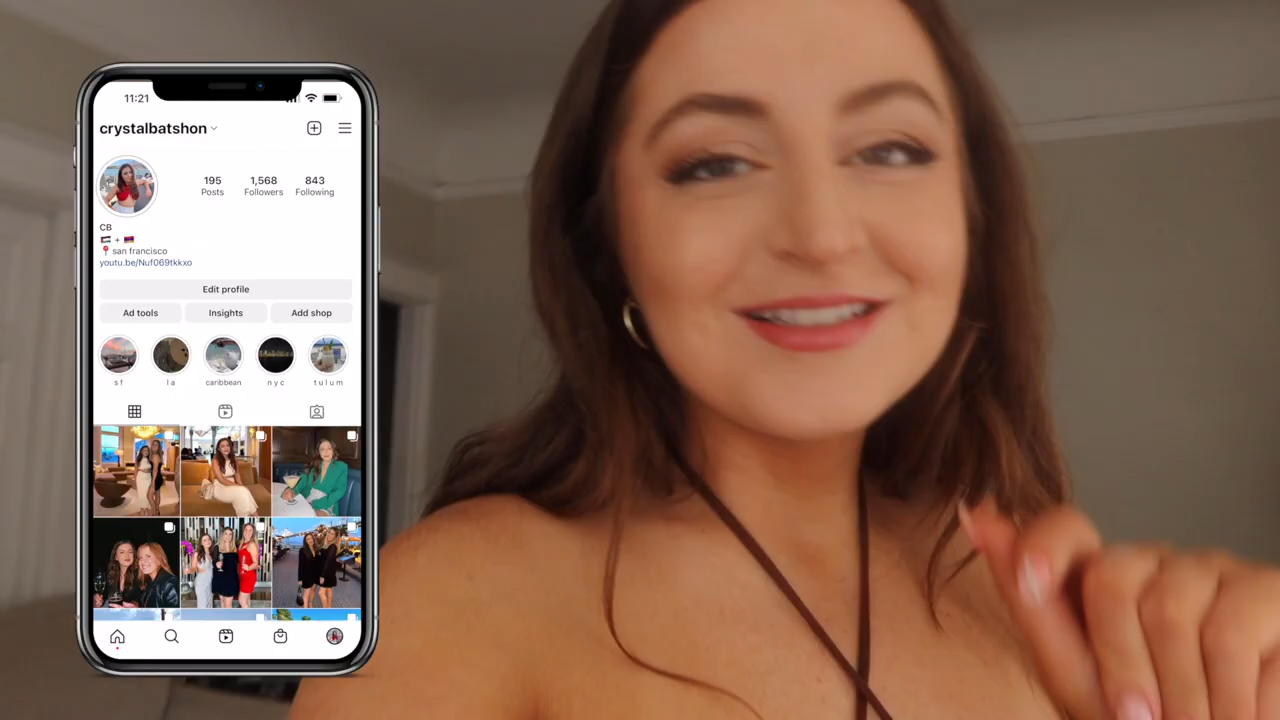 11:21
crystalbatshon
195 1,568 843
Posts Followers Following
CB
+
san francisco
youtu.be/Nuf069tkkxo
Edit profile
Ad tools Insights Add shop
s f l a caribbean n y c t u l u m